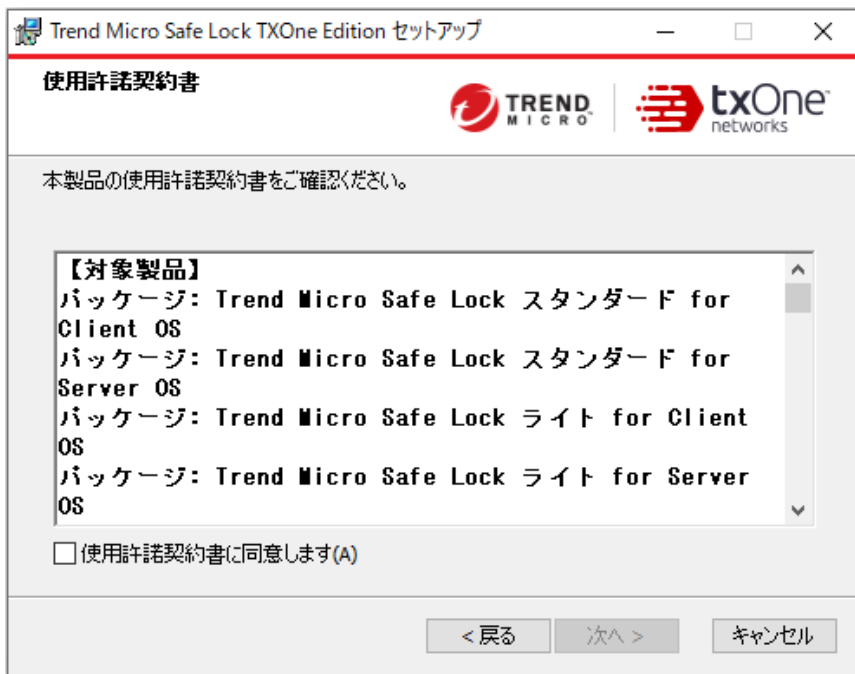 Trend Micro Safe Lock TXOne Edition セットアップ
使用許諾契約書
TREND
MICRO
txOne
networks
本製品の使用許諾契約書をご確認ください。
【対象製品】
パッケージ: Trend Micro Safe Lock スタンダード for
Client OS
パッケージ: Trend Micro Safe Lock スタンダード for
Server OS
パッケージ: Trend Micro Safe Lock ライト for Client
OS
パッケージ: Trend Micro Safe Lock ライト for Server
OS
使用許諾契約書に同意します(A)
< 戻る
次へ >
キャンセル